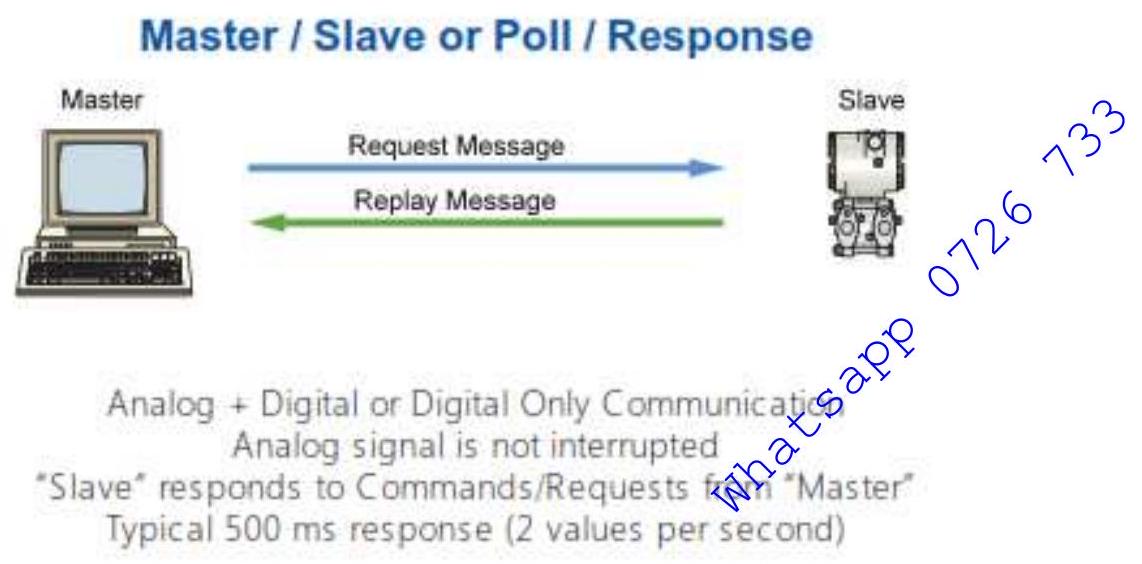 Master / Slave or Poll / Response
Master
Slave
Request Message
Replay Message
Analog + Digital or Digital Only Communication
Analog signal is not interrupted
"Slave" responds to Commands/Requests from "Master"
Typical 500 ms response (2 values per second)
Whatsapp 0726 733